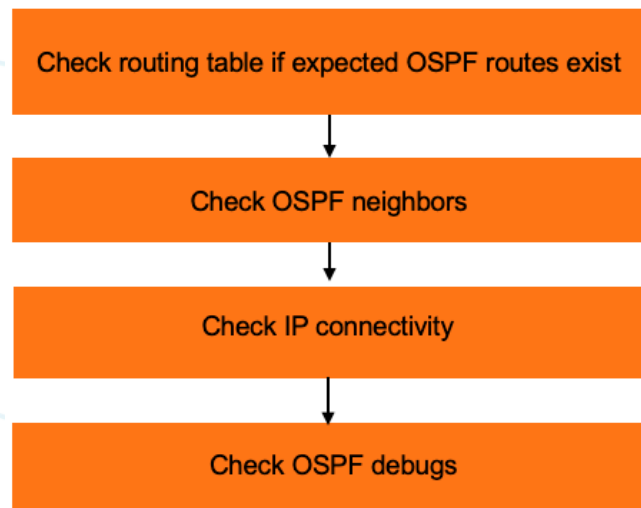 Check routing table if expected OSPF routes exist
Check OSPF neighbors
Check IP connectivity
Check OSPF debugs